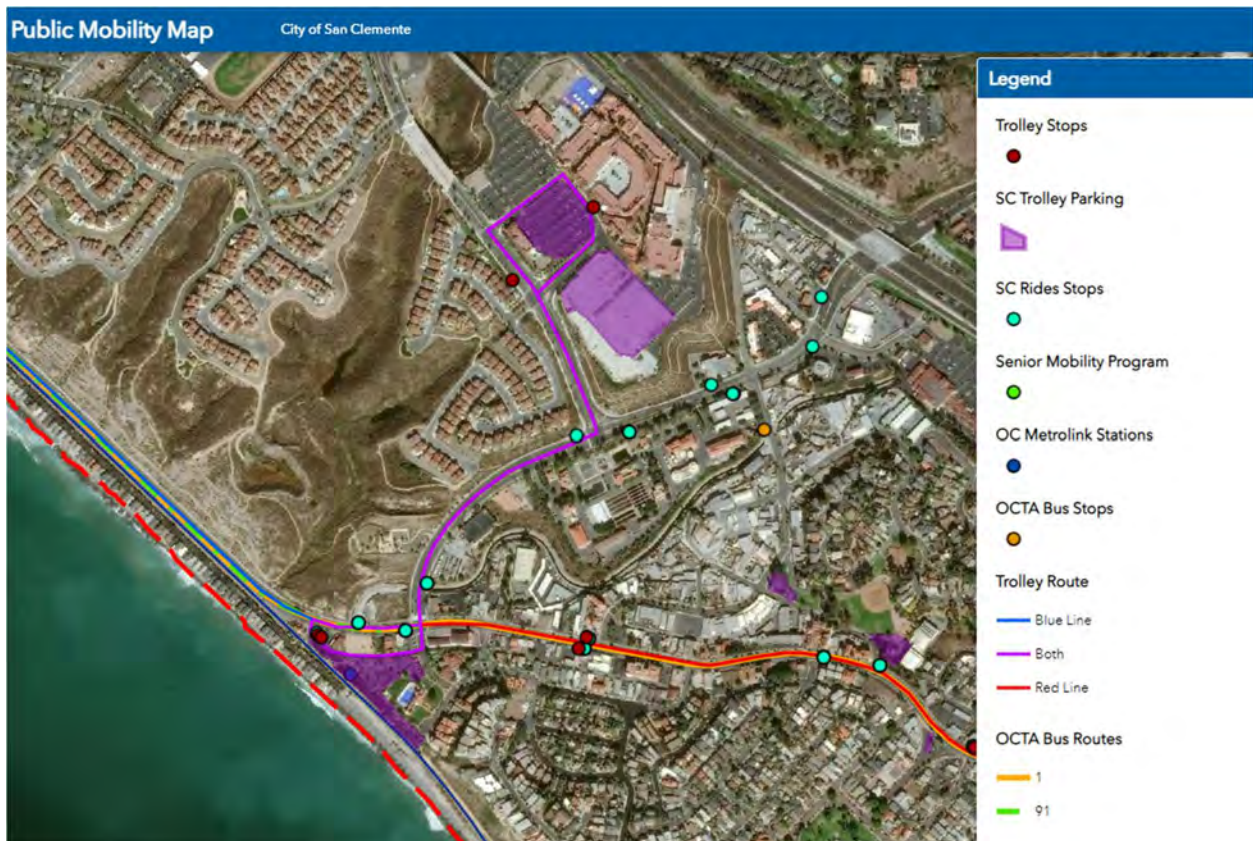 Public Mobility Map
City of San Clemente
Legend
Trolley Stops
SC Trolley Parking
SC Rides Stops
Senior Mobility Program
OC Metrolink Stations
OCTA Bus Stops
Trolley Route
Blue Line
Both
Red Line
OCTA Bus Routes
1
91